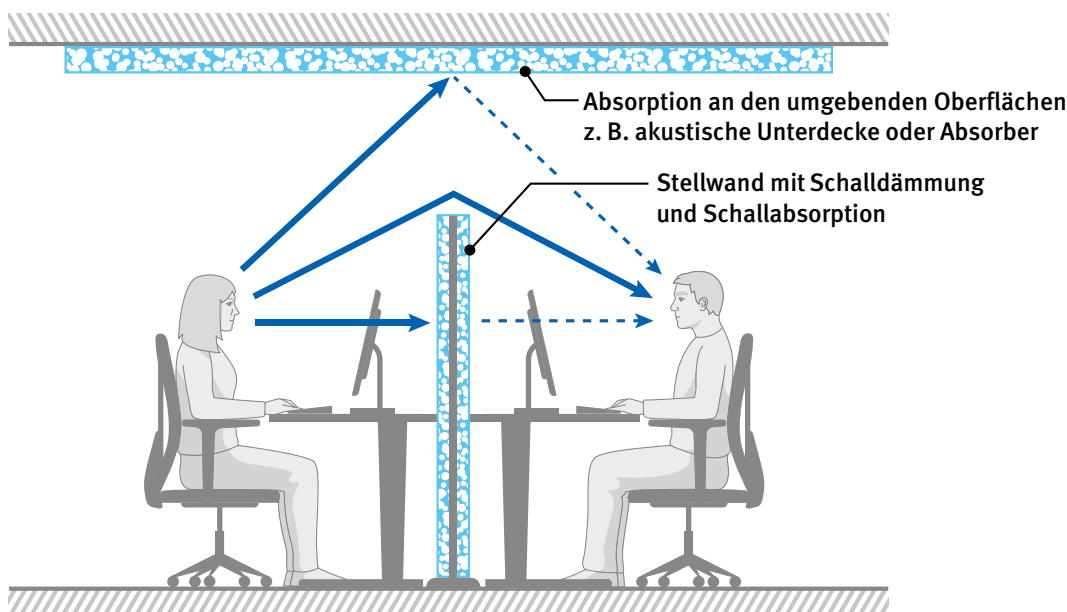 Absorption an den umgebenden Oberflächen
z. B. akustische Unterdecke oder Absorber
Stellwand mit Schalldämmung
und Schallabsorption